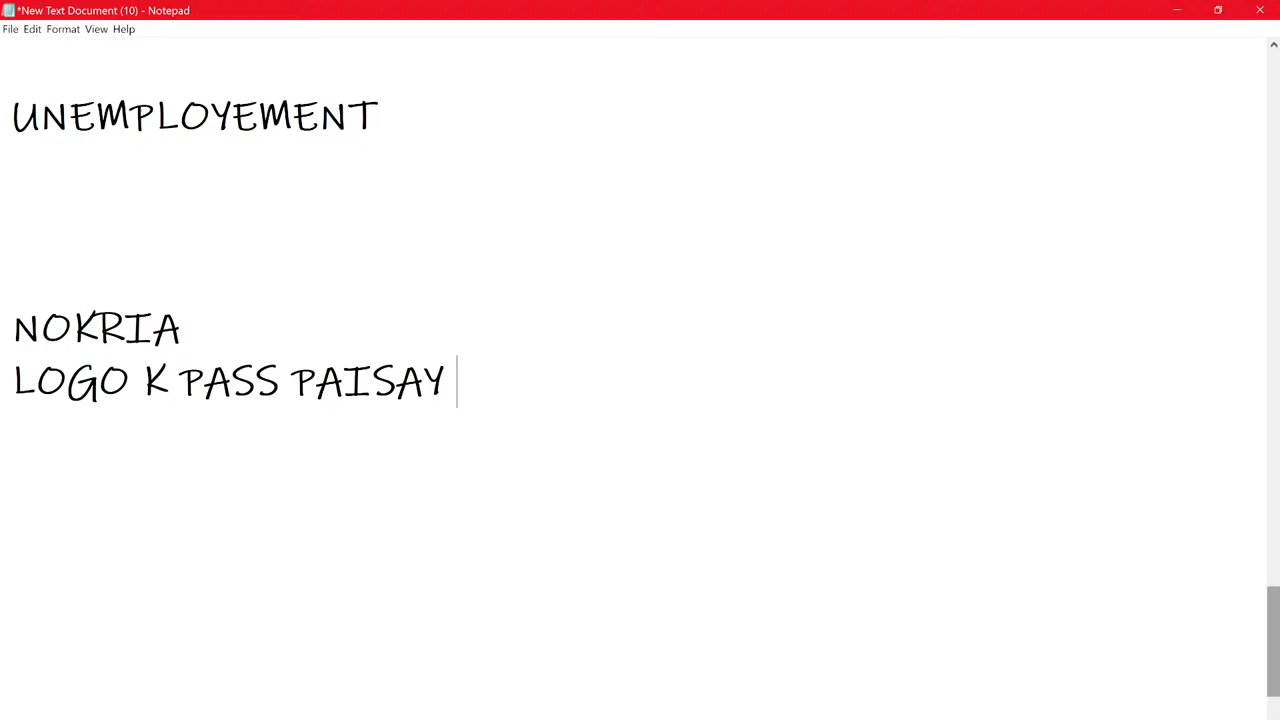 *New Text Document (10) - Notepad
File Edit Format View Help
UNEMPLOYEMENT
NOKRIA
LOGO K PASS PAISAY